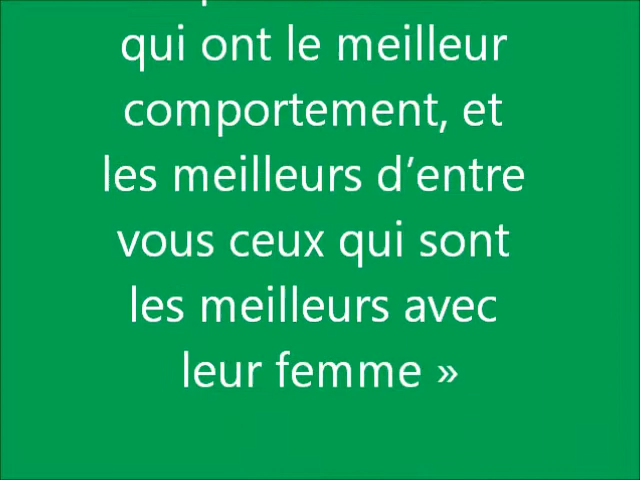 qui ont le meilleur
comportement, et
les meilleurs d’entre
vous ceux qui sont
les meilleurs avec
leur femme »